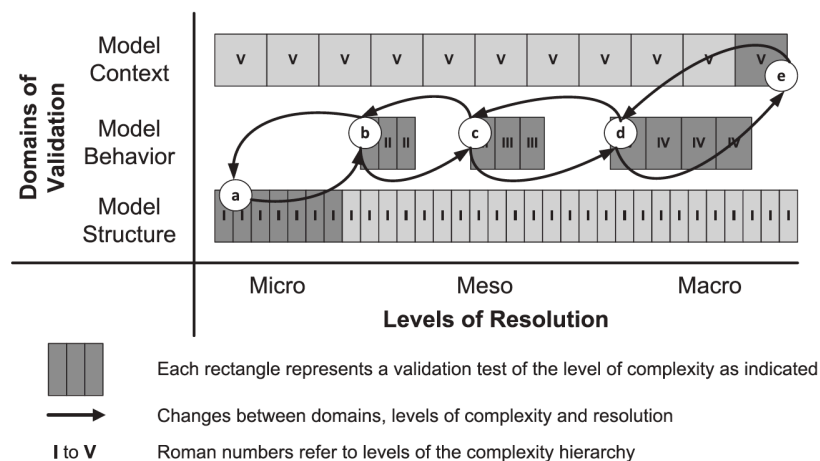 Domains of
Validation
Model
Context
V V V V V V V V V V V
e
Model
Behavior
b II II c III III d IV IV IV
a
Model
Structure
I I I I I I I I I I I I I I I I I I I I I I I I I I I I I I I I
Micro Meso Macro
Levels of Resolution
Each rectangle represents a validation test of the level of complexity as indicated
Changes between domains, levels of complexity and resolution
I to V Roman numbers refer to levels of the complexity hierarchy